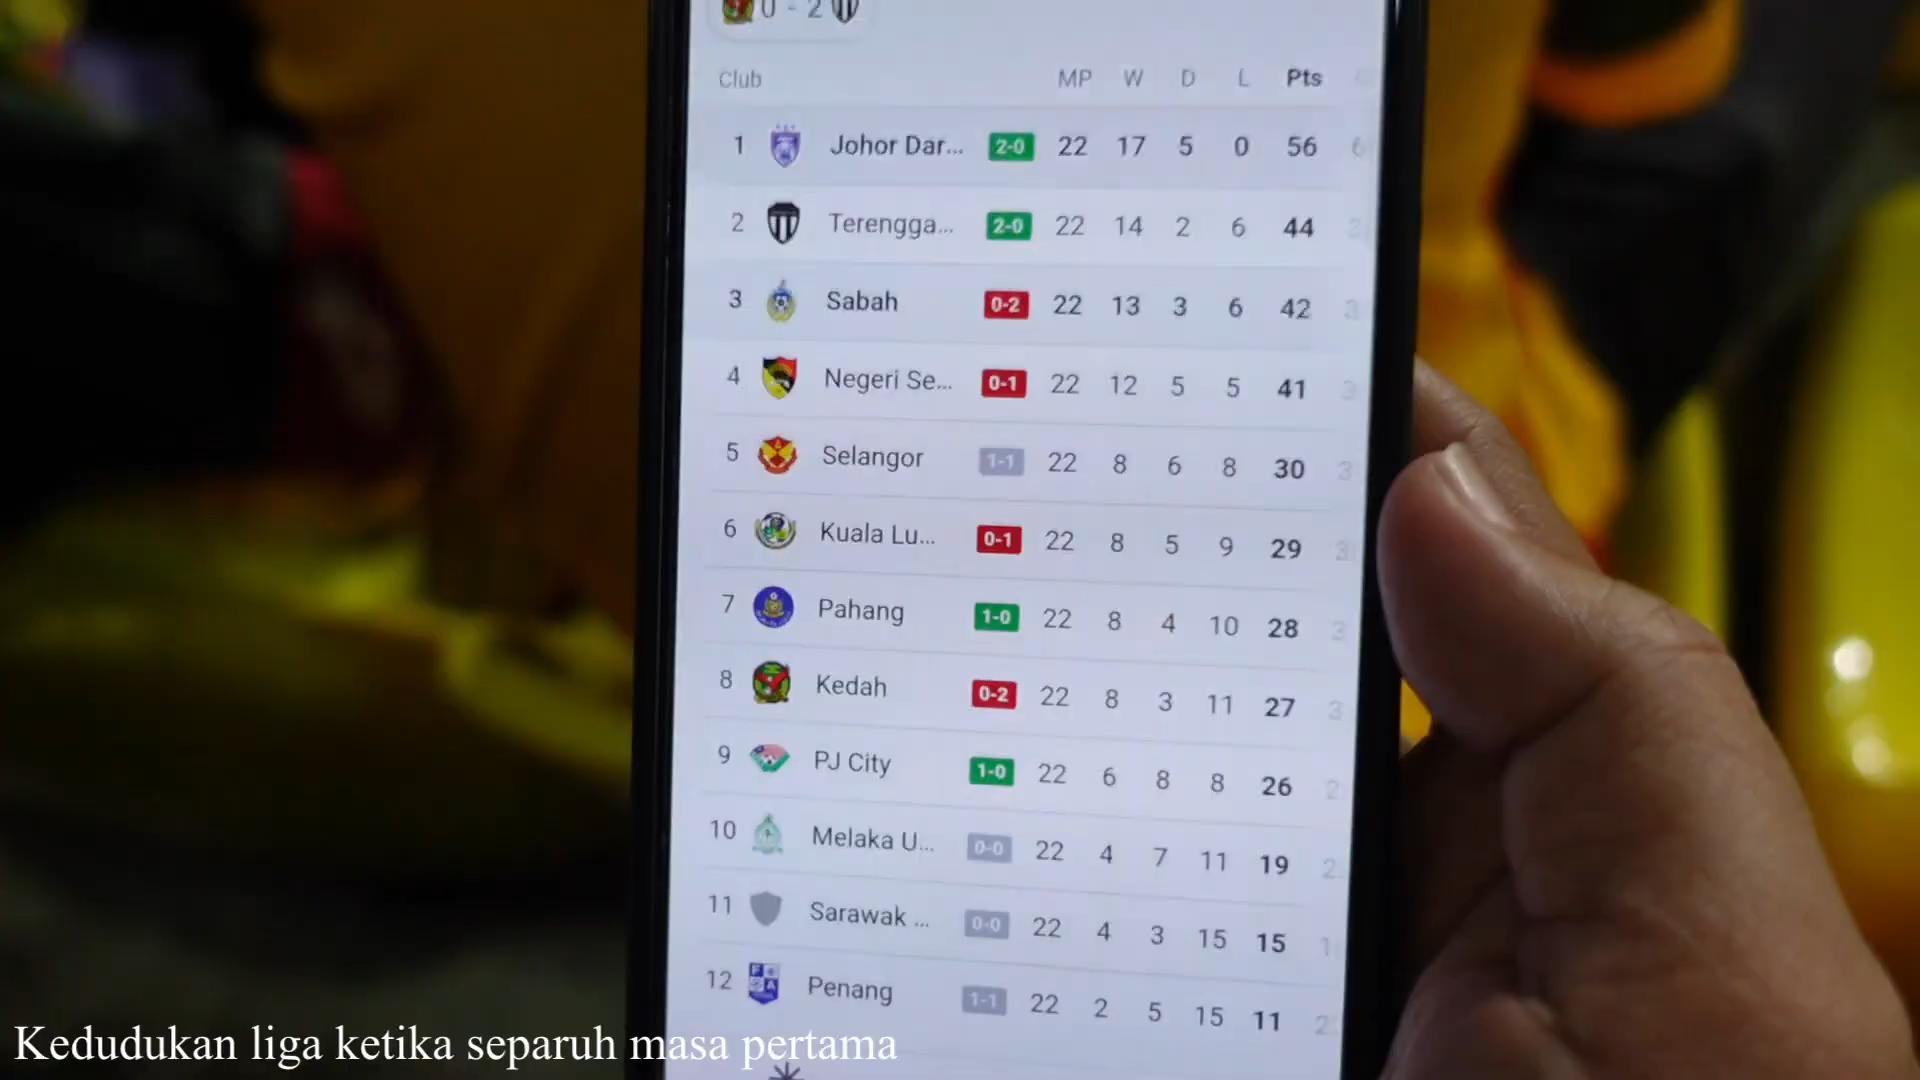 0 - 2
Club MP W D L Pts
1 Johor Dar... 2-0 22 17 5 0 56
2 Terengga... 2-0 22 14 2 6 44
3 Sabah 0-2 22 13 3 6 42
4 Negeri Se... 0-1 22 12 5 5 41
5 Selangor 1-1 22 8 6 8 30
6 Kuala Lu... 0-1 22 8 5 9 29
7 Pahang 1-0 22 8 4 10 28
8 Kedah 0-2 22 8 3 11 27
9 PJ City 1-0 22 6 8 8 26
10 Melaka U... 0-0 22 4 7 11 19
11 Sarawak ... 0-0 22 4 3 15 15
12 Penang 1-1 22 2 5 15 11
Kedudukan liga ketika separuh masa pertama